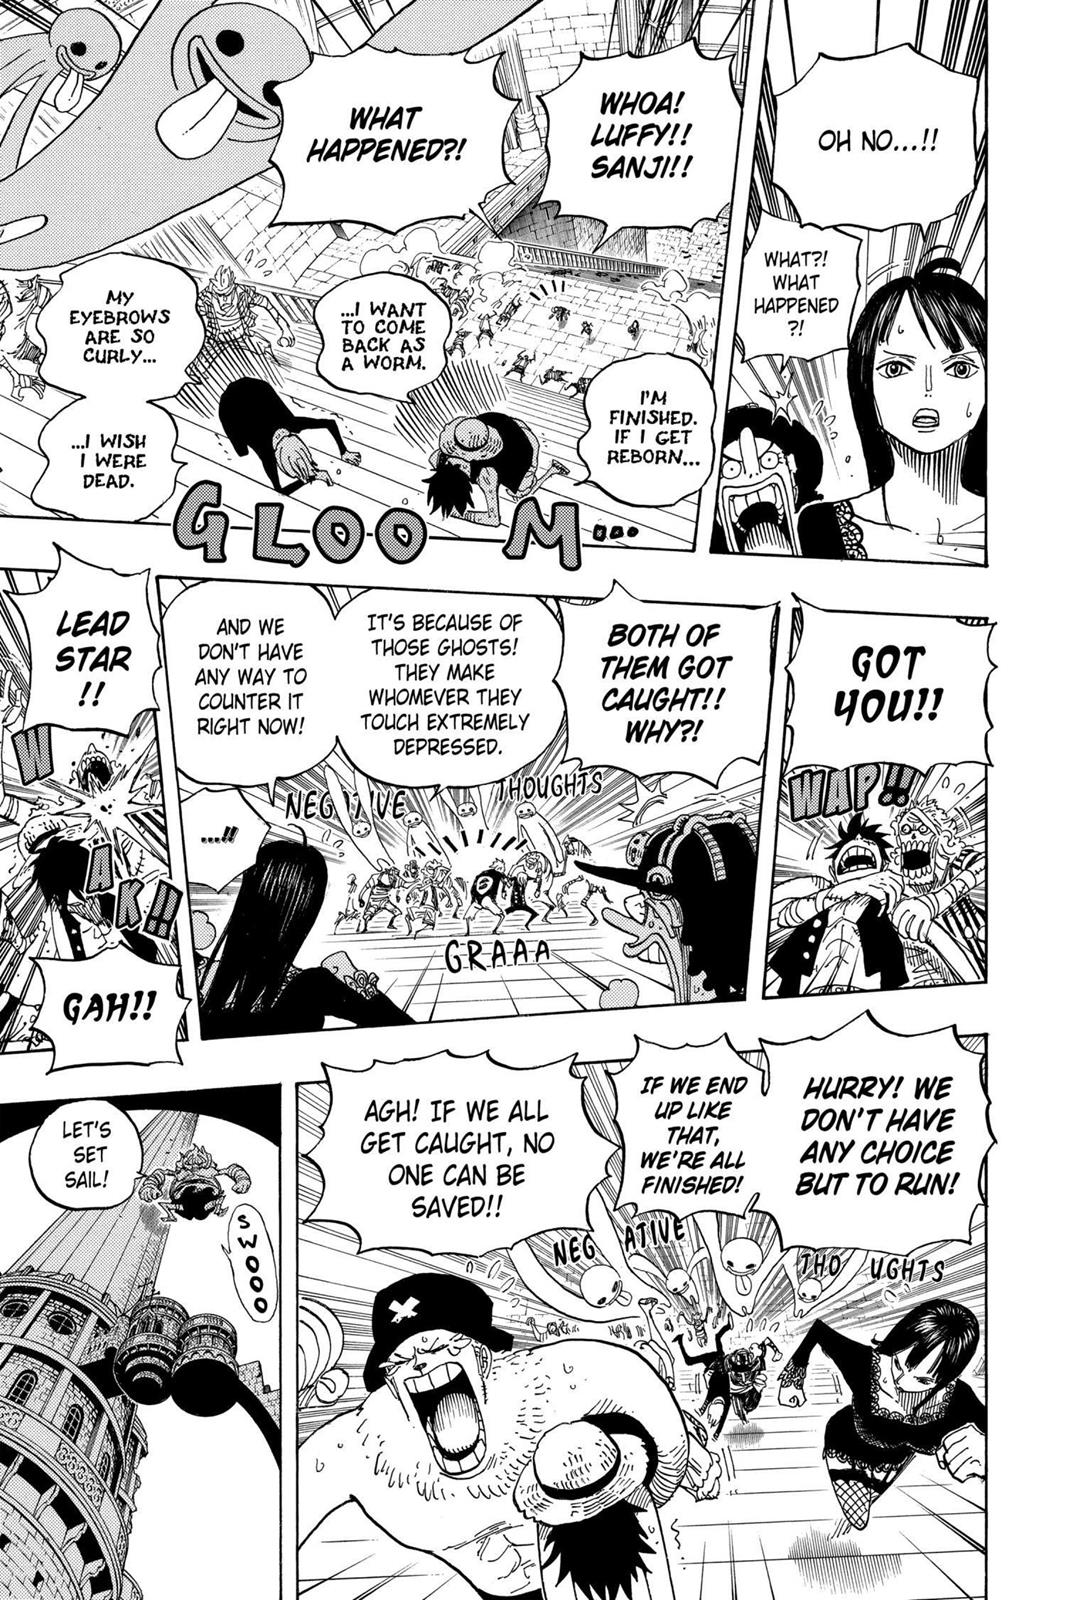 OH NO...!!
WHAT?!
WHAT
HAPPENED
?!
WHOA!
LUFFY!!
SANJI!!
WHAT
HAPPENED?!
I'M
FINISHED.
IF I GET
REBORN...
...I WANT
TO COME
BACK AS
A WORM.
MY
EYEBROWS
ARE SO
CURLY...
...I WISH
I WERE
DEAD.
GLOOM...
GOT
YOU!!
WAP!!
BOTH OF
THEM GOT
CAUGHT!!
WHY?!
IT'S BECAUSE OF
THOSE GHOSTS!
THEY MAKE
WHOMEVER THEY
TOUCH EXTREMELY
DEPRESSED.
AND WE
DON'T HAVE
ANY WAY TO
COUNTER IT
RIGHT NOW!
NEGATIVE THOUGHTS
...!!
GRAAA
LEAD
STAR
!!
WAK!!
GAH!!
HURRY! WE
DON'T HAVE
ANY CHOICE
BUT TO RUN!
IF WE END
UP LIKE
THAT,
WE'RE ALL
FINISHED!
AGH! IF WE ALL
GET CAUGHT, NO
ONE CAN BE
SAVED!!
NEGATIVE THOUGHTS
LET'S
SET
SAIL!
SWOOO